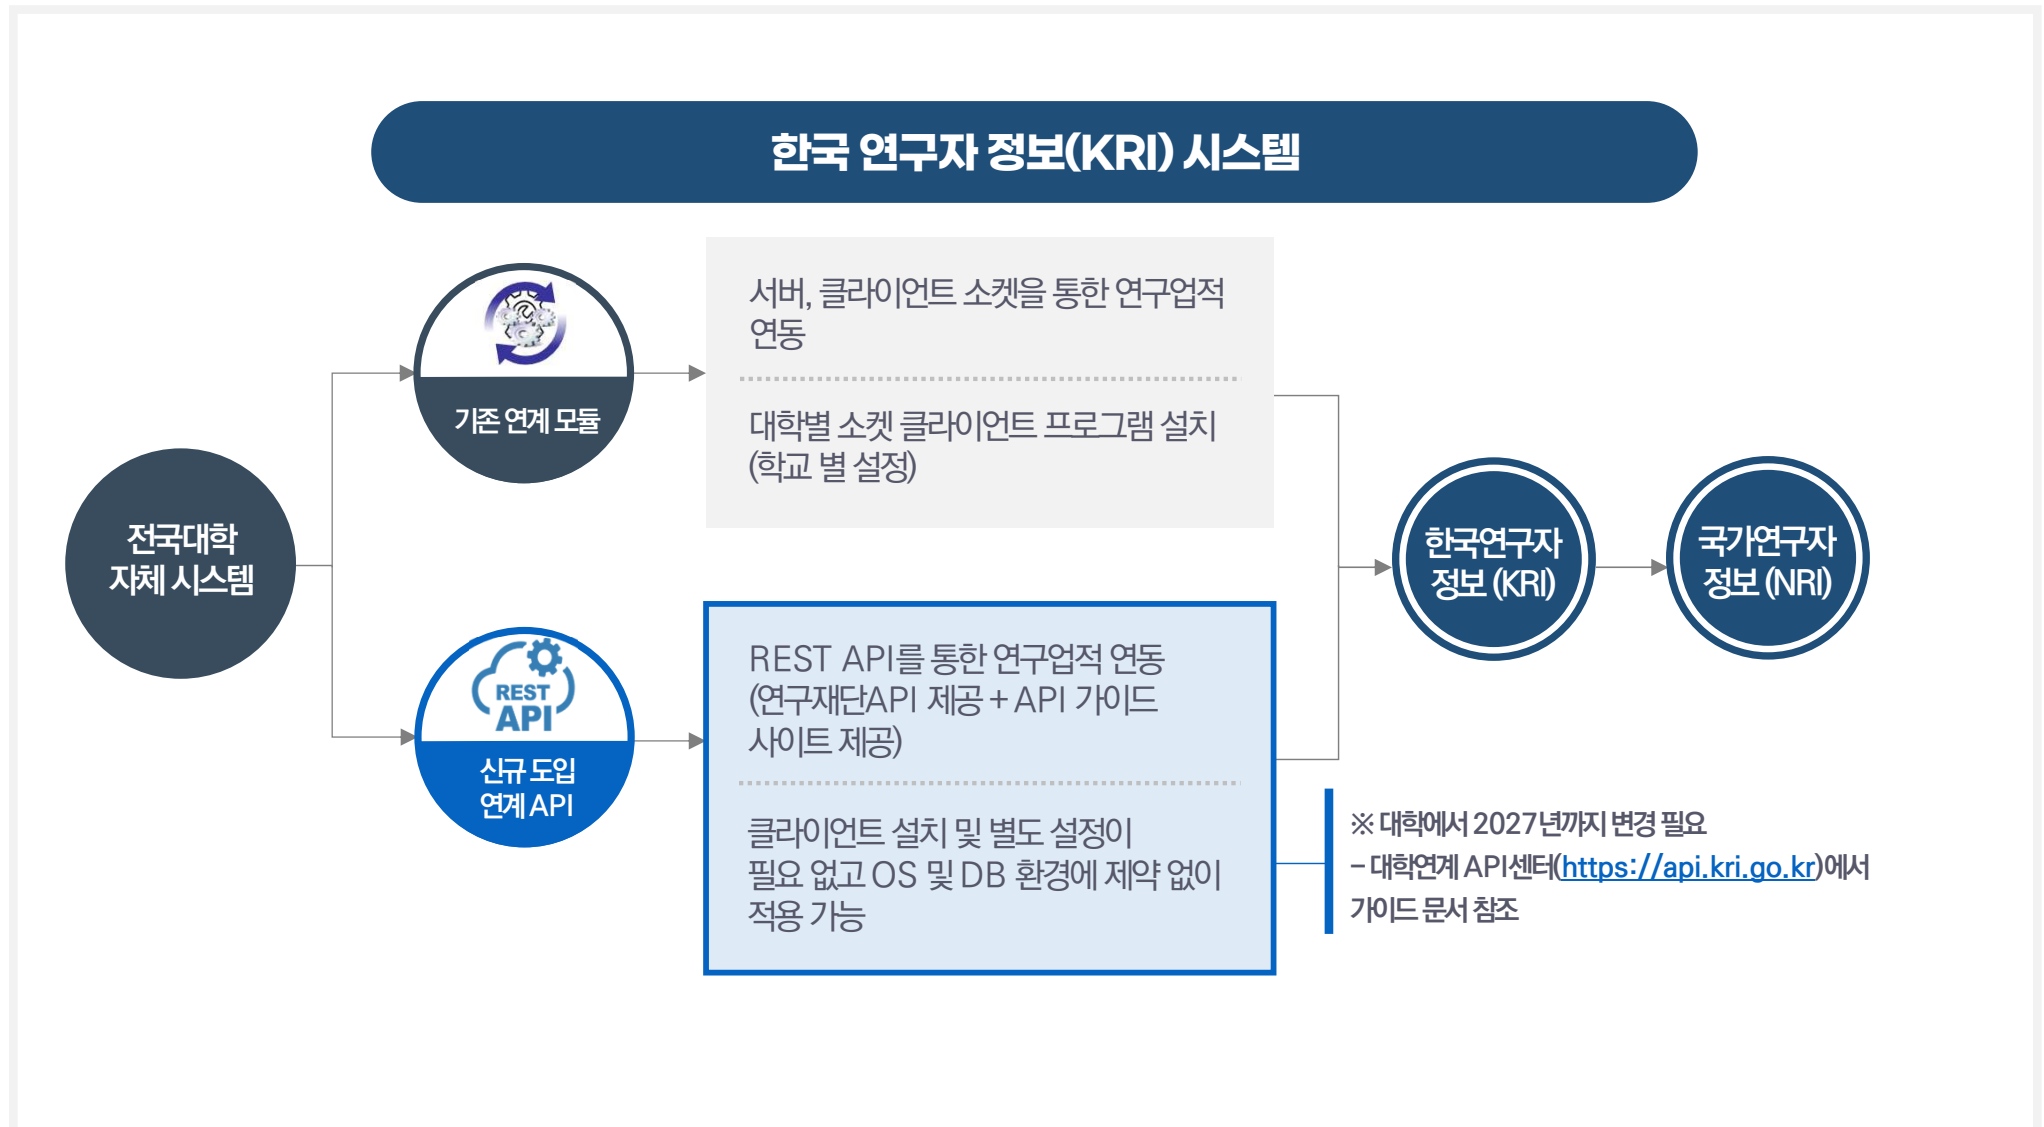 한국 연구자 정보(KRI) 시스템
서버, 클라이언트 소켓을 통한 연구업적
연동
대학별 소켓 클라이언트 프로그램 설치
(학교 별 설정)
기존 연계 모듈
전국대학
자체 시스템
한국연구자
정보 (KRI)
국가연구자
정보 (NRI)
REST
API
신규 도입
연계 API
REST API를 통한 연구업적 연동
(연구재단API 제공 + API 가이드
사이트 제공)
클라이언트 설치 및 별도 설정이
필요 없고 OS 및 DB 환경에 제약 없이
적용 가능
※ 대학에서 2027년까지 변경 필요
- 대학연계 API센터(https://api.kri.go.kr)에서
가이드 문서 참조